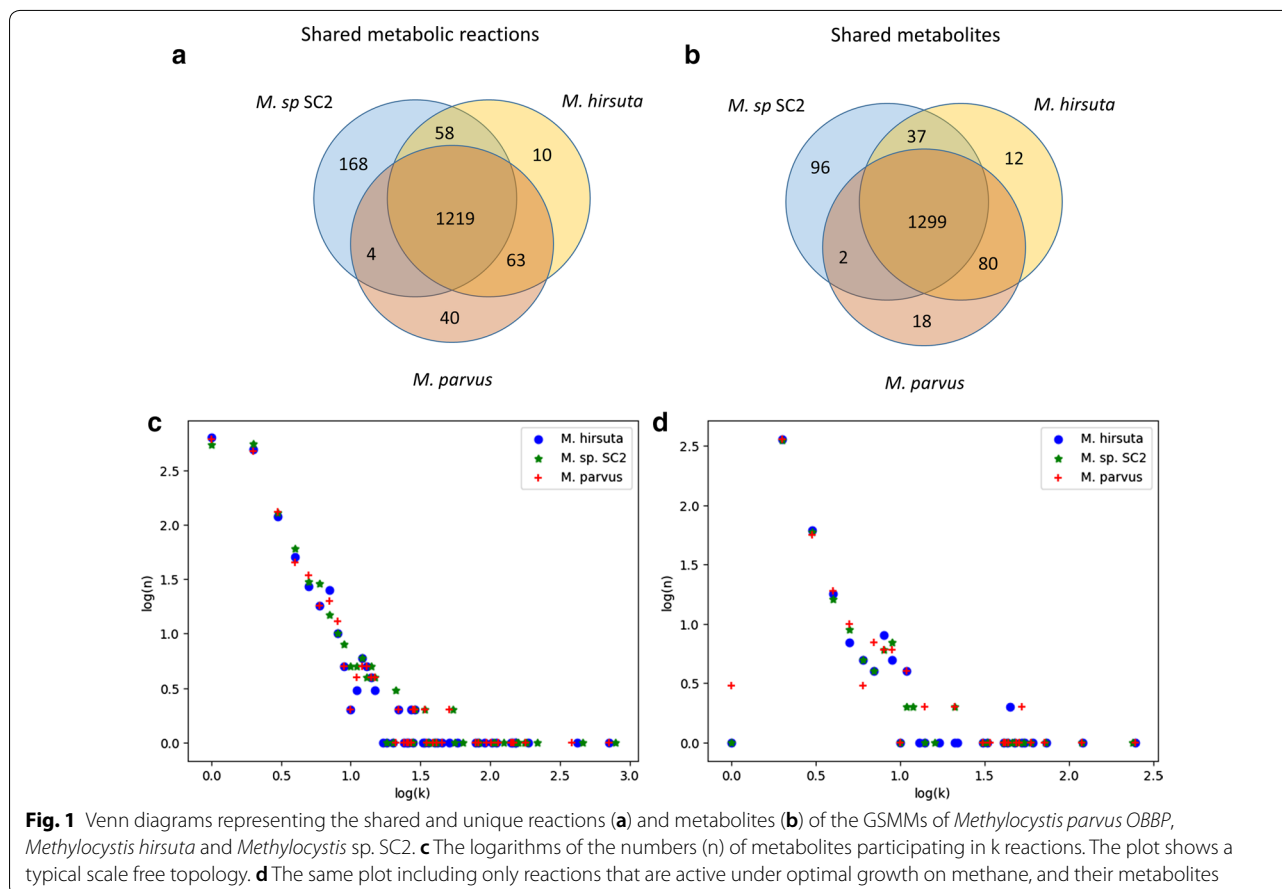 Shared metabolic reactions
Shared metabolites
a
b
M. sp SC2
M. hirsuta
M. sp SC2
M. hirsuta
58
168
10
1219
4
63
40
M. parvus
37
96
12
1299
2
80
18
M. parvus
c
d
M. hirsuta
M. sp. SC2
M. parvus
log(n)
2.5
2.0
1.5
1.0
0.5
0.0
0.0
0.5
1.0
1.5
2.0
2.5
3.0
log(k)
M. hirsuta
M. sp. SC2
M. parvus
log(n)
2.5
2.0
1.5
1.0
0.5
0.0
0.0
0.5
1.0
1.5
2.0
2.5
log(k)
Fig. 1 Venn diagrams representing the shared and unique reactions (a) and metabolites (b) of the GSMMs of Methylocystis parvus OBBP,
Methylocystis hirsuta and Methylocystis sp. SC2. c The logarithms of the numbers (n) of metabolites participating in k reactions. The plot shows a
typical scale free topology. d The same plot including only reactions that are active under optimal growth on methane, and their metabolites